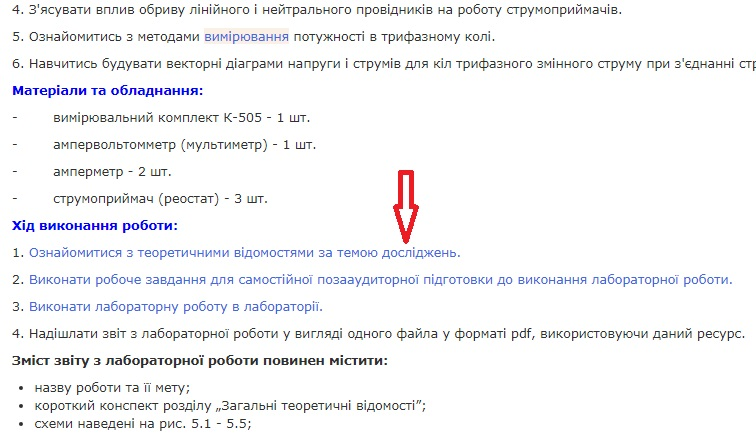 4. З'ясувати вплив обриву лінійного і нейтрального провідників на роботу струмоприймачів.
5. Ознайомитись з методами вимірювання потужності в трифазному колі.
6. Навчитись будувати векторні діаграми напруги і струмів для кіл трифазного змінного струму при з'єднанні стр
Матеріали та обладнання:
- вимірювальний комплект К-505 - 1 шт.
- ампервольтомметр (мультиметр) - 1 шт.
- амперметр - 2 шт.
- струмоприймач (реостат) - 3 шт.
Хід виконання роботи:
1. Ознайомитися з теоретичними відомостями за темою досліджень.
2. Виконати робоче завдання для самостійної позааудиторної підготовки до виконання лабораторної роботи.
3. Виконати лабораторну роботу в лабораторії.
4. Надішлати звіт з лабораторної роботи у вигляді одного файла у форматі pdf, використовуючи даний ресурс.
Зміст звіту з лабораторної роботи повинен містити:
• назву роботи та її мету;
• короткий конспект розділу „Загальні теоретичні відомості”;
• схеми наведені на рис. 5.1 - 5.5;